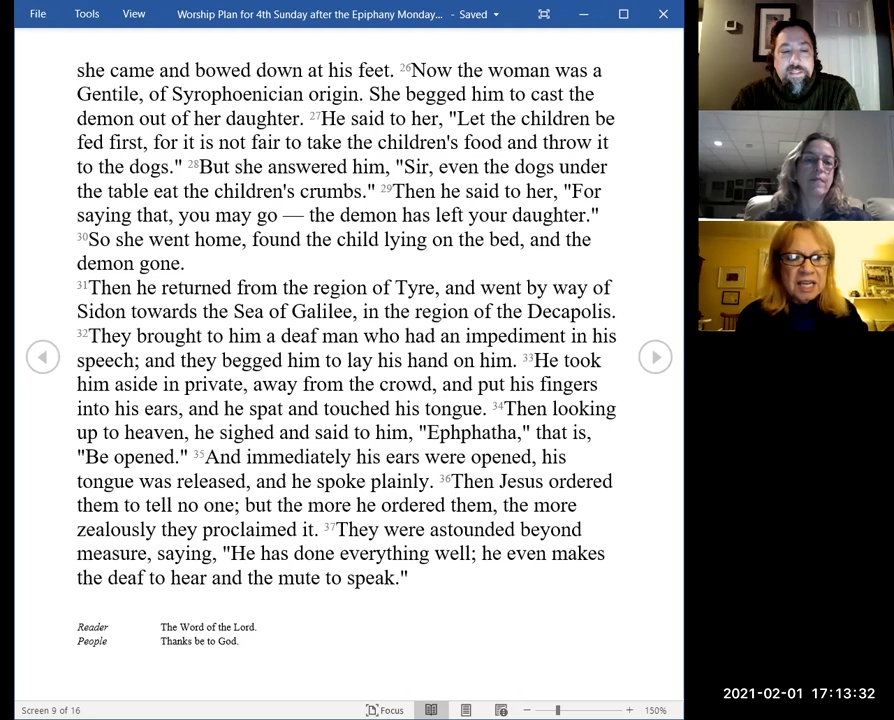 File Tools View Worship Plan for 4th Sunday after the Epiphany Monday... - Saved
she came and bowed down at his feet. 26Now the woman was a
Gentile, of Syrophoenician origin. She begged him to cast the
demon out of her daughter. 27He said to her, "Let the children be
fed first, for it is not fair to take the children's food and throw it
to the dogs." 28But she answered him, "Sir, even the dogs under
the table eat the children's crumbs." 29Then he said to her, "For
saying that, you may go — the demon has left your daughter."
30So she went home, found the child lying on the bed, and the
demon gone.
31Then he returned from the region of Tyre, and went by way of
Sidon towards the Sea of Galilee, in the region of the Decapolis.
32They brought to him a deaf man who had an impediment in his
speech; and they begged him to lay his hand on him. 33He took
him aside in private, away from the crowd, and put his fingers
into his ears, and he spat and touched his tongue. 34Then looking
up to heaven, he sighed and said to him, "Ephphatha," that is,
"Be opened." 35And immediately his ears were opened, his
tongue was released, and he spoke plainly. 36Then Jesus ordered
them to tell no one; but the more he ordered them, the more
zealously they proclaimed it. 37They were astounded beyond
measure, saying, "He has done everything well; he even makes
the deaf to hear and the mute to speak."
Reader The Word of the Lord.
People Thanks be to God.
Screen 9 of 16 Focus 150%
2021-02-01 17:13:32